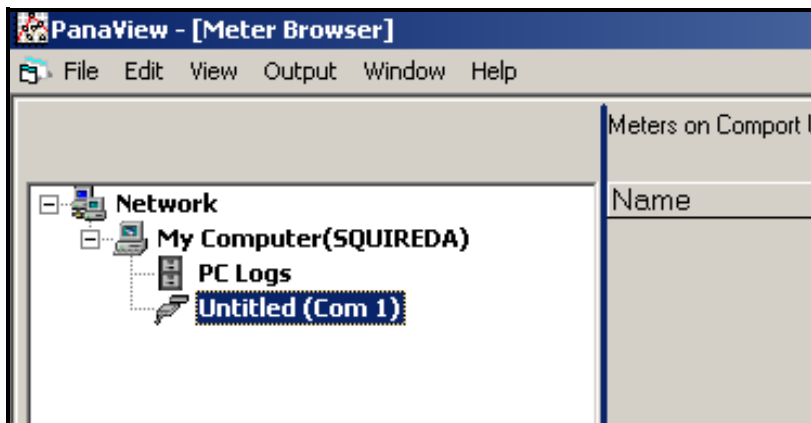 PanaView - [Meter Browser]
File Edit View Output Window Help
Meters on Comport
Name
Network
My Computer(SQUIREDA)
PC Logs
Untitled (Com 1)